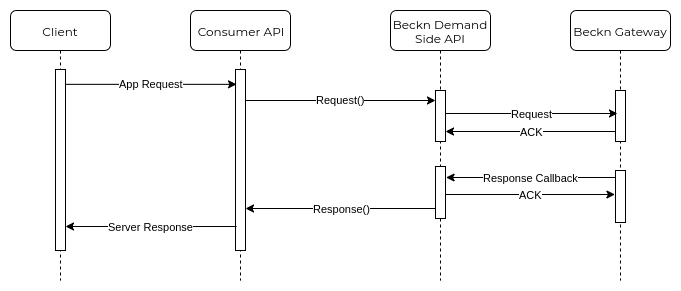 Client
Consumer API
Beckn Demand
Side API
Beckn Gateway
App Request
Request()
Request
ACK
Response Callback
ACK
Response()
Server Response